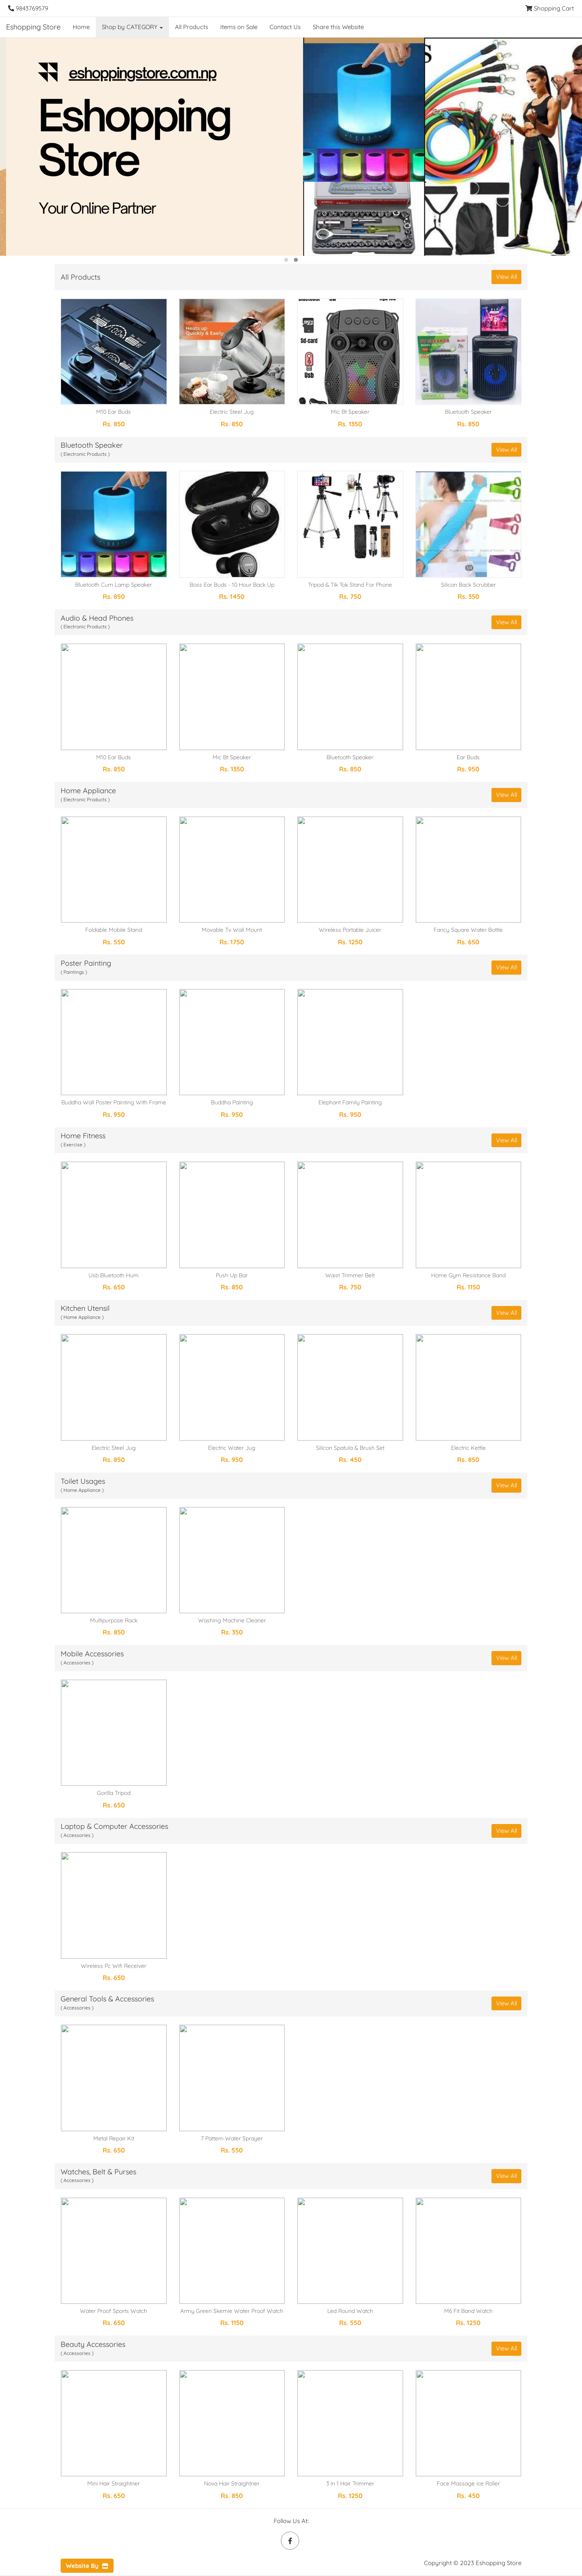 9843769579
Shopping Cart
Eshopping Store
Home
Shop by CATEGORY
All Products
Items on Sale
Contact Us
Share this Website
eshoppingstore.com.np
Eshopping
Store
Your Online Partner
All Products
View All
Heats up
Quickly & Easily
Sd-card
Usb
M10 Ear Buds
Electric Steel Jug
Mic Bt Speaker
Bluetooth Speaker
Rs. 850
Rs. 850
Rs. 1350
Rs. 850
Bluetooth Speaker
( Electronic Products )
View All
Bluetooth Cum Lamp Speaker
Boss Ear Buds - 10 Hour Back Up
Tripod & Tik Tok Stand For Phone
Silicon Back Scrubber
Rs. 850
Rs. 1450
Rs. 750
Rs. 350
Audio & Head Phones
( Electronic Products )
View All
M10 Ear Buds
Mic Bt Speaker
Bluetooth Speaker
Ear Buds
Rs. 850
Rs. 1350
Rs. 850
Rs. 950
Home Appliance
( Electronic Products )
View All
Foldable Mobile Stand
Movable Tv Wall Mount
Wireless Portable Juicer
Fancy Square Water Bottle
Rs. 550
Rs. 1750
Rs. 1250
Rs. 650
Poster Painting
( Paintings )
View All
Buddha Wall Poster Painting With Frame
Buddha Painting
Elephant Family Painting
Rs. 950
Rs. 950
Rs. 950
Home Fitness
( Exercise )
View All
Usb Bluetooth Hum
Push Up Bar
Waist Trimmer Belt
Home Gym Resistance Band
Rs. 650
Rs. 850
Rs. 750
Rs. 1150
Kitchen Utensil
( Home Appliance )
View All
Electric Steel Jug
Electric Water Jug
Silicon Spatula & Brush Set
Electric Kettle
Rs. 850
Rs. 950
Rs. 450
Rs. 850
Toilet Usages
( Home Appliance )
View All
Multipurpose Rack
Washing Machine Cleaner
Rs. 850
Rs. 350
Mobile Accessories
( Accessories )
View All
Gorilla Tripod
Rs. 650
Laptop & Computer Accessories
( Accessories )
View All
Wireless Pc Wifi Receiver
Rs. 650
General Tools & Accessories
( Accessories )
View All
Metal Repair Kit
7 Pattern Water Sprayer
Rs. 650
Rs. 550
Watches, Belt & Purses
( Accessories )
View All
Water Proof Sports Watch
Army Green Skemie Water Proof Watch
Led Round Watch
M6 Fit Band Watch
Rs. 650
Rs. 1150
Rs. 550
Rs. 1250
Beauty Accessories
( Accessories )
View All
Mini Hair Straightner
Nova Hair Straightner
3 in 1 Hair Trimmer
Face Massage Ice Roller
Rs. 650
Rs. 850
Rs. 1250
Rs. 450
Follow Us At:
Website By
Copyright © 2023 Eshopping Store